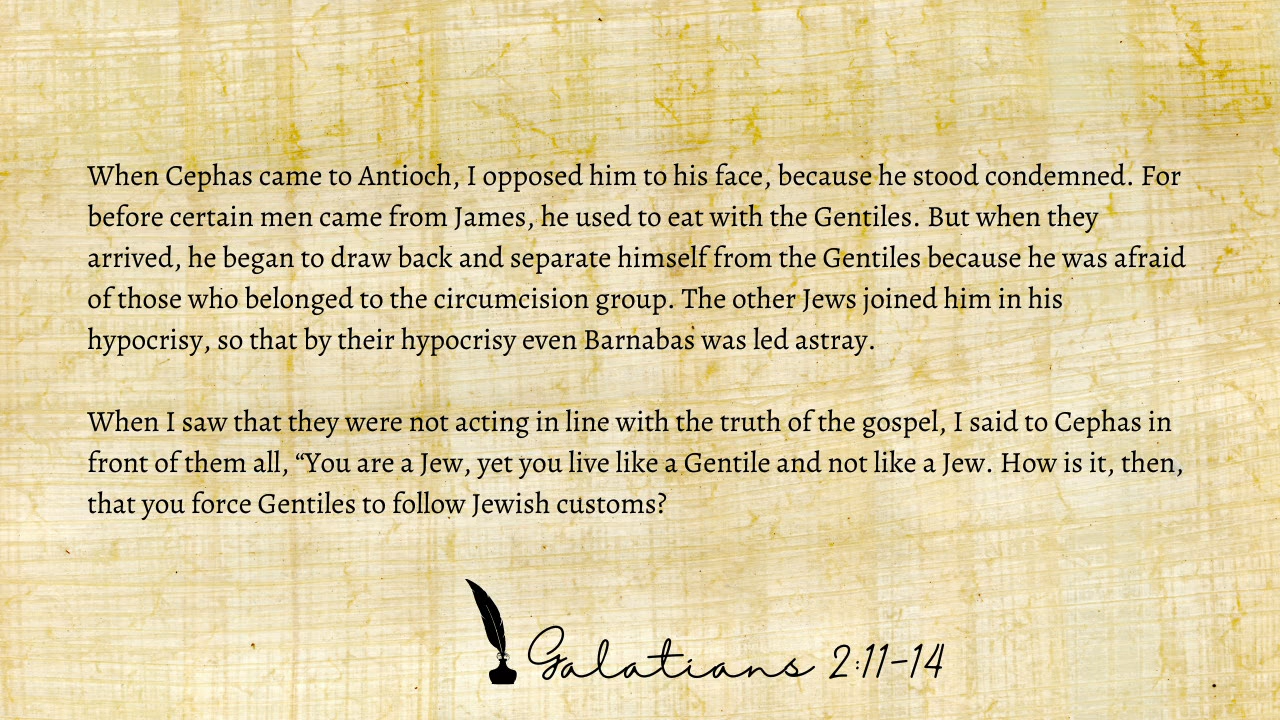 When Cephas came to Antioch, I opposed him to his face, because he stood condemned. For
before certain men came from James, he used to eat with the Gentiles. But when they
arrived, he began to draw back and separate himself from the Gentiles because he was afraid
of those who belonged to the circumcision group. The other Jews joined him in his
hypocrisy, so that by their hypocrisy even Barnabas was led astray.
When I saw that they were not acting in line with the truth of the gospel, I said to Cephas in
front of them all, “You are a Jew, yet you live like a Gentile and not like a Jew. How is it, then,
that you force Gentiles to follow Jewish customs?
Galatians 2:11-14